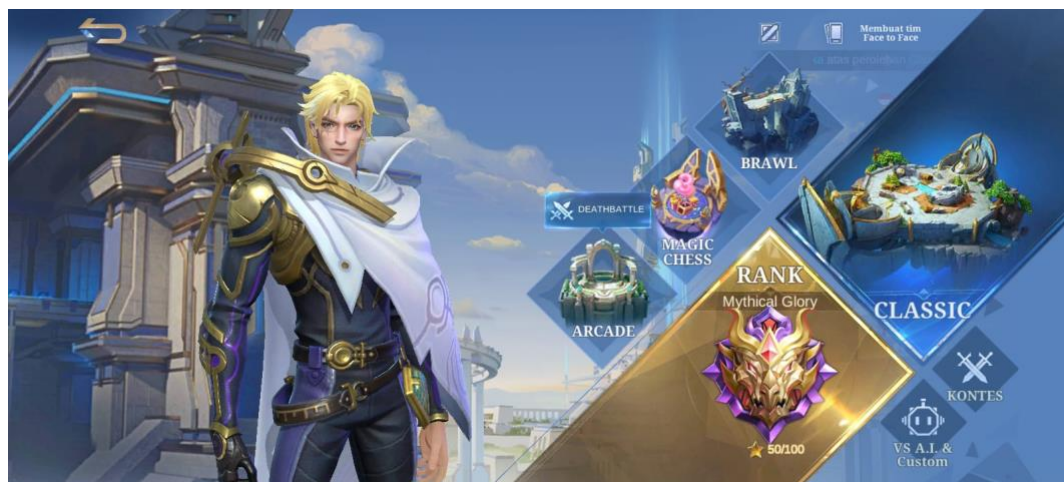 Membuat tim
Face to Face
BRAWL
DEATHBATTLE
MAGIC
CHESS
ARCADE
RANK
Mythical Glory
50/100
CLASSIC
KONTES
VS A.I. &
Custom